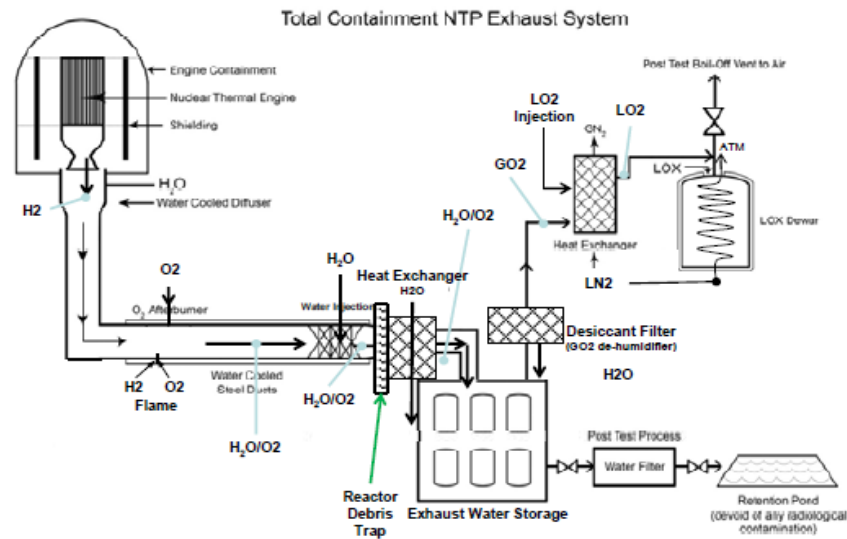 Total Containment NTP Exhaust System
Engine Containment
Nuclear Thermal Engine
Shielding
H2O
H2
Water Cooled Diffuser
O2
O2 Afterburner
H2 O2
Flame
Water Cooled
Steel Ducts
H2O/O2
H2O
Water Injection
H2O/O2
Heat Exchanger
H2O
H2O/O2
Reactor
Debris
Trap
Exhaust Water Storage
GO2
LO2
Injection
GN2
LO2
Heat Exchanger
LN2
Post Test Boil-Off Vent to Air
ATM
LOX
LOX Dewar
Desiccant Filter
(GO2 de-humidifier)
H2O
Post Test Process
Water Filter
Retention Pond
(devoid of any radiological
contamination)